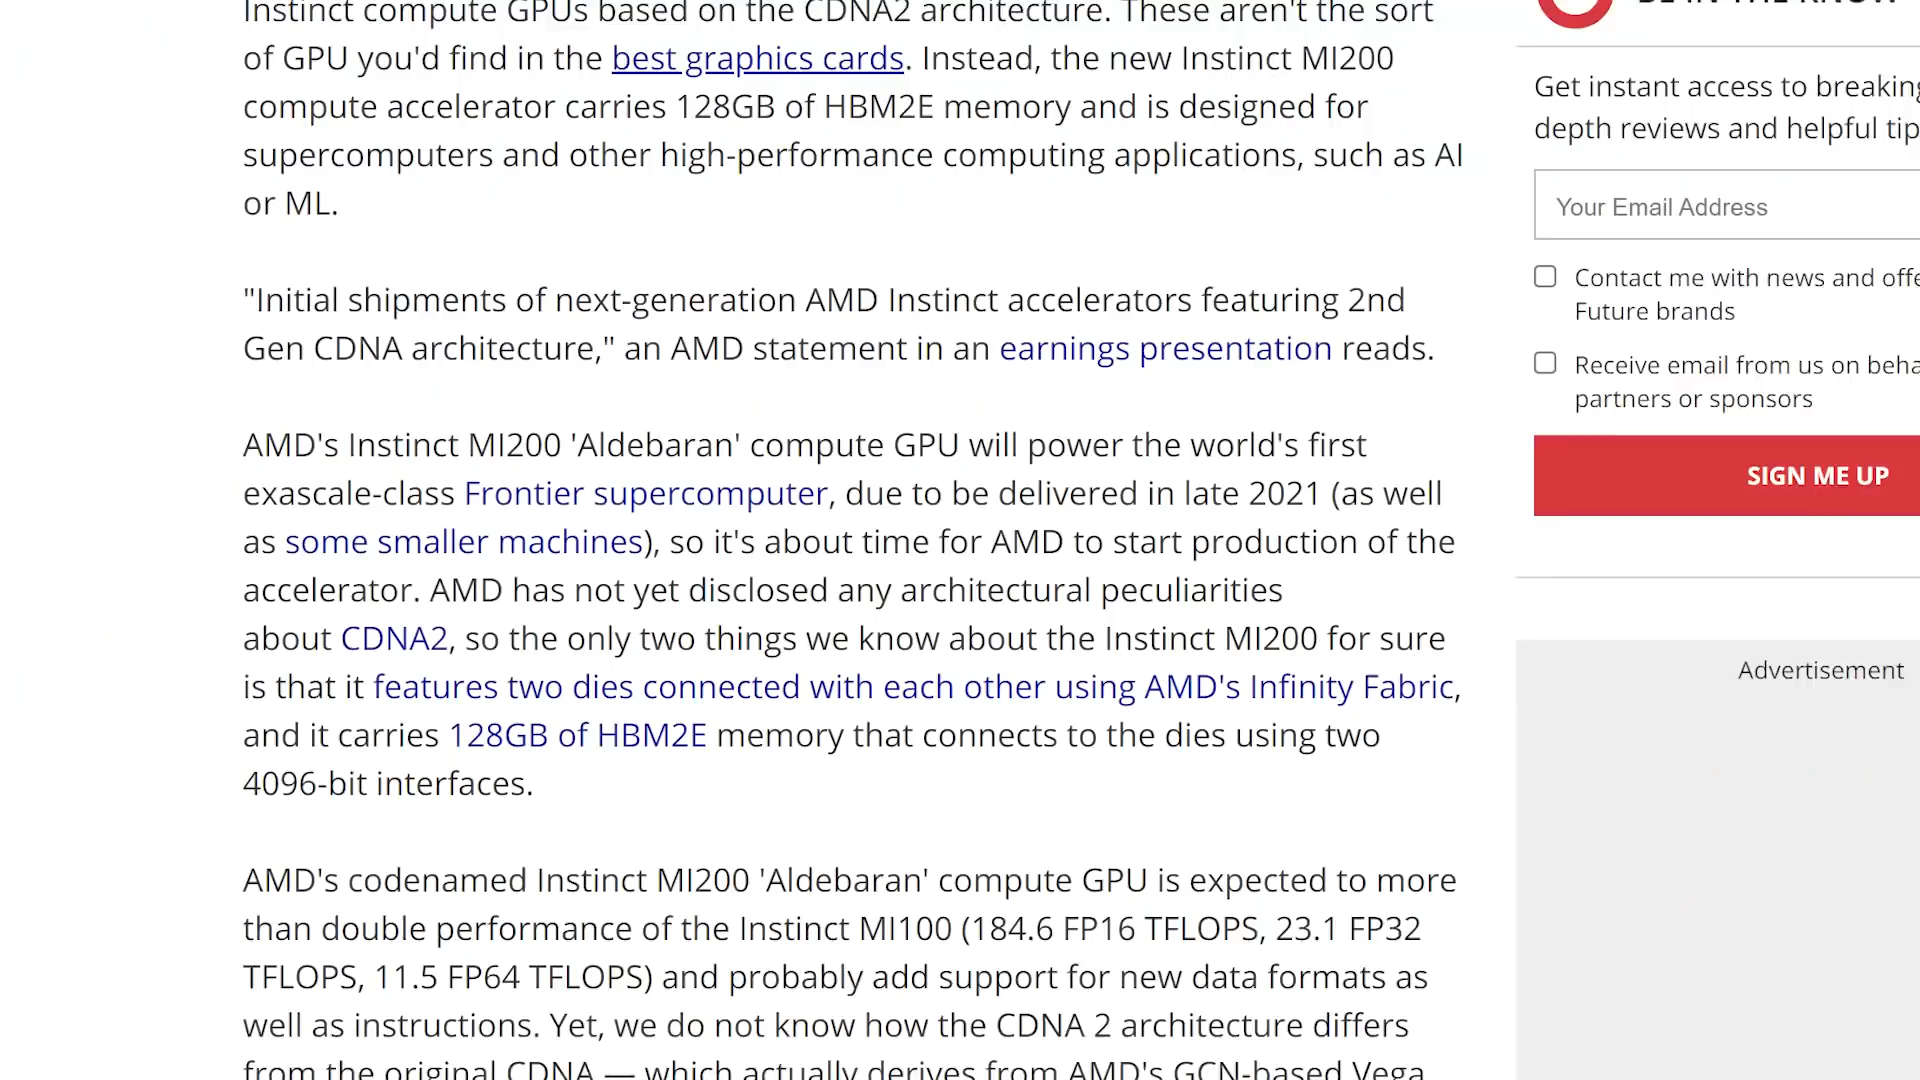 Instinct compute GPUs based on the CDNA2 architecture. These aren't the sort
of GPU you'd find in the best graphics cards. Instead, the new Instinct MI200
compute accelerator carries 128GB of HBM2E memory and is designed for
supercomputers and other high-performance computing applications, such as AI
or ML.
"Initial shipments of next-generation AMD Instinct accelerators featuring 2nd
Gen CDNA architecture," an AMD statement in an earnings presentation reads.
AMD's Instinct MI200 'Aldebaran' compute GPU will power the world's first
exascale-class Frontier supercomputer, due to be delivered in late 2021 (as well
as some smaller machines), so it's about time for AMD to start production of the
accelerator. AMD has not yet disclosed any architectural peculiarities
about CDNA2, so the only two things we know about the Instinct MI200 for sure
is that it features two dies connected with each other using AMD's Infinity Fabric,
and it carries 128GB of HBM2E memory that connects to the dies using two
4096-bit interfaces.
AMD's codenamed Instinct MI200 'Aldebaran' compute GPU is expected to more
than double performance of the Instinct MI100 (184.6 FP16 TFLOPS, 23.1 FP32
TFLOPS, 11.5 FP64 TFLOPS) and probably add support for new data formats as
well as instructions. Yet, we do not know how the CDNA 2 architecture differs
from the original CDNA — which actually derives from AMD's GCN-based Vega
BE IN THE KNOW
Get instant access to breaking
depth reviews and helpful tip
Your Email Address
Contact me with news and offe
Future brands
Receive email from us on beha
partners or sponsors
SIGN ME UP
Advertisement